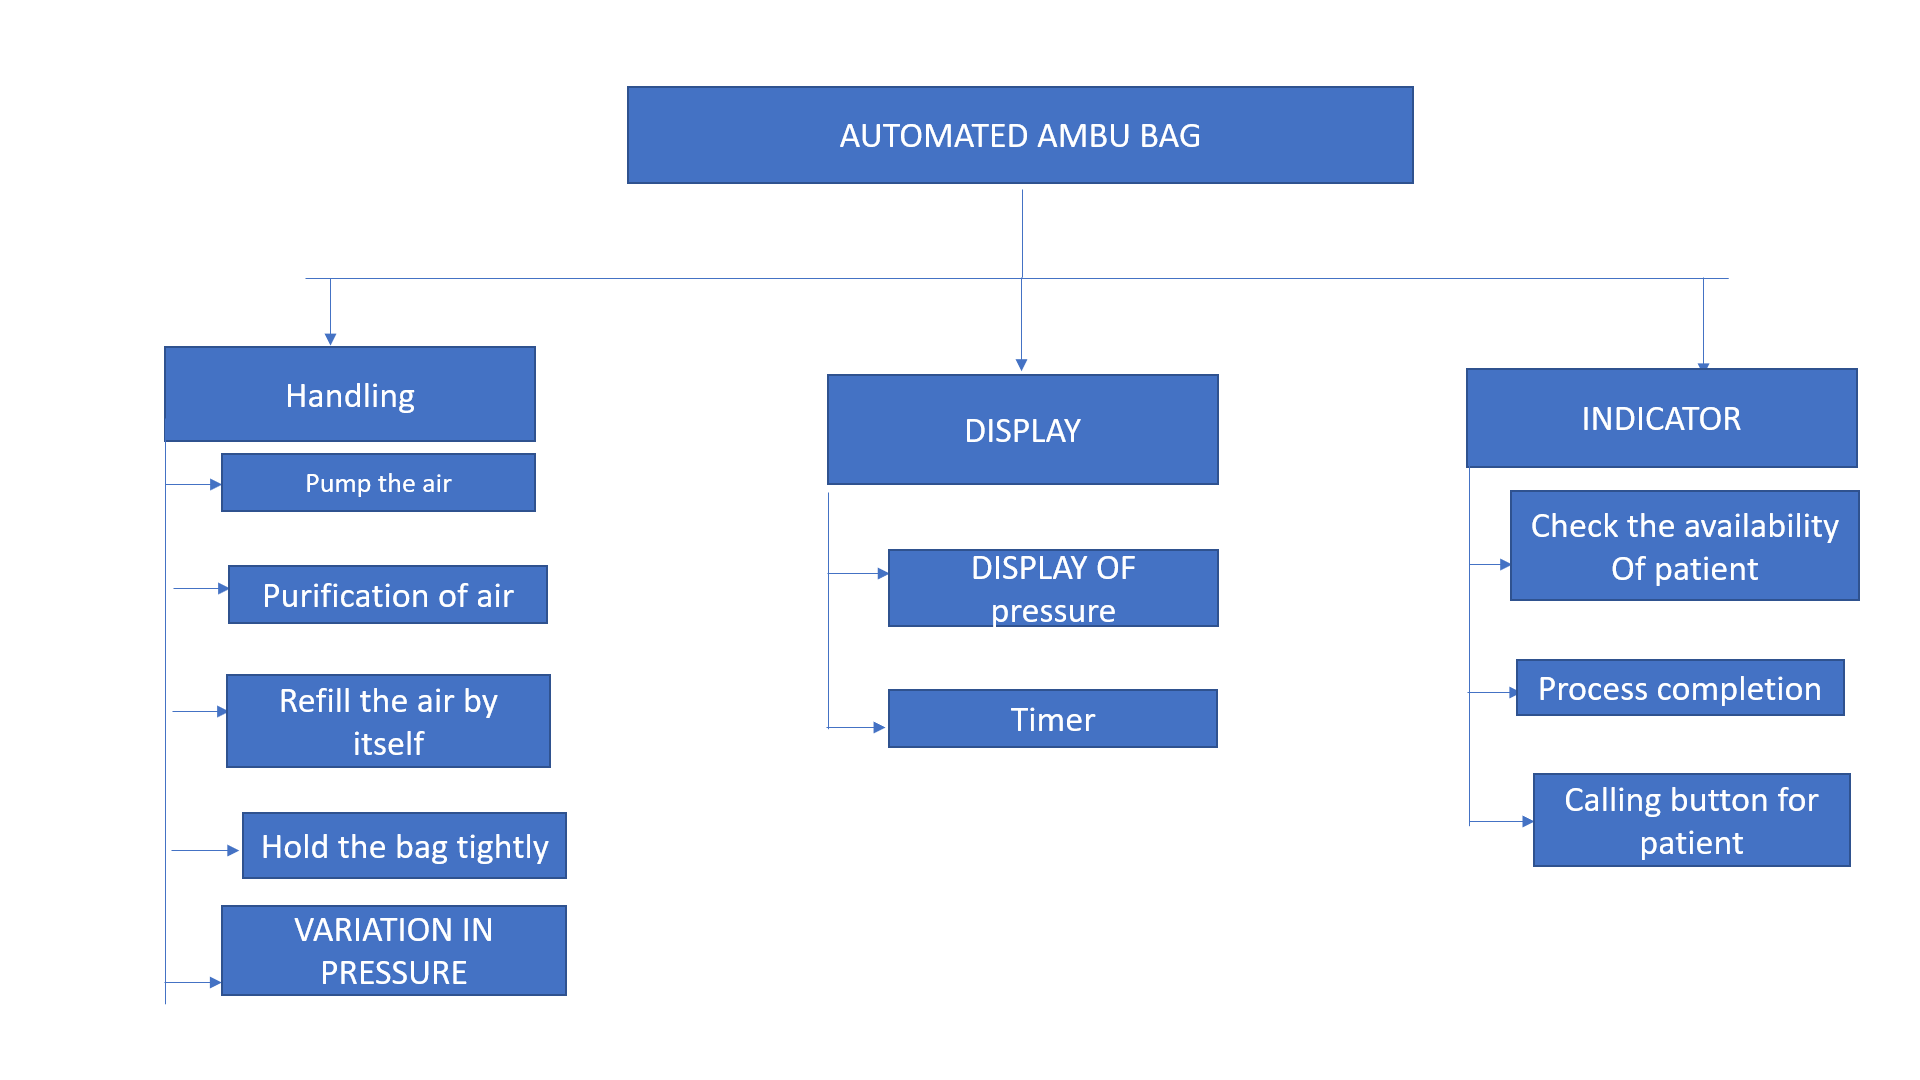 AUTOMATED AMBU BAG
Handling
Pump the air
Purification of air
Refill the air by
itself
Hold the bag tightly
VARIATION IN
PRESSURE
DISPLAY
DISPLAY OF
pressure
Timer
INDICATOR
Check the availability
Of patient
Process completion
Calling button for
patient